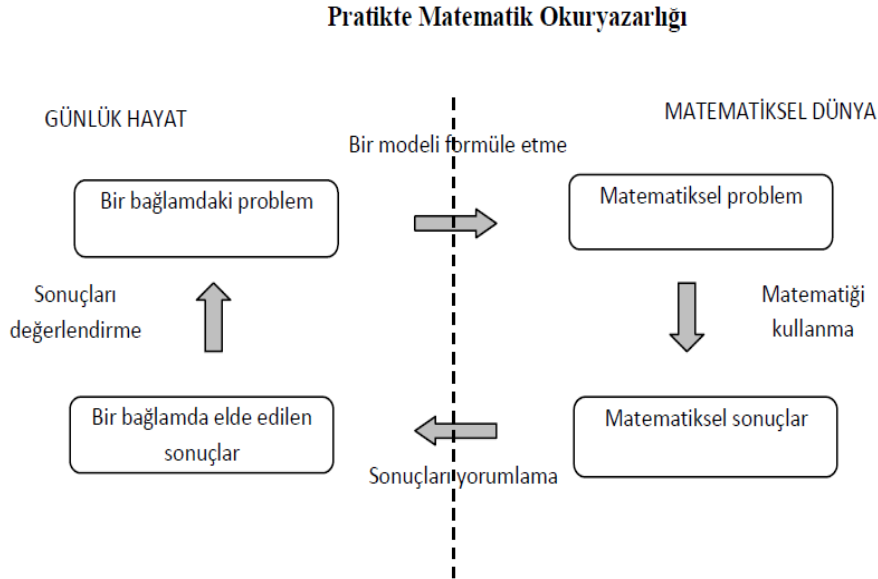 Pratikte Matematik Okuryazarlığı
GÜNLÜK HAYAT
MATEMATİKSEL DÜNYA
Bir modeli formüle etme
Bir bağlamdaki problem
Matematiksel problem
Sonuçları
değerlendirme
Matematiği
kullanma
Bir bağlamda elde edilen
sonuçlar
Matematiksel sonuçlar
Sonuçları yorumlama